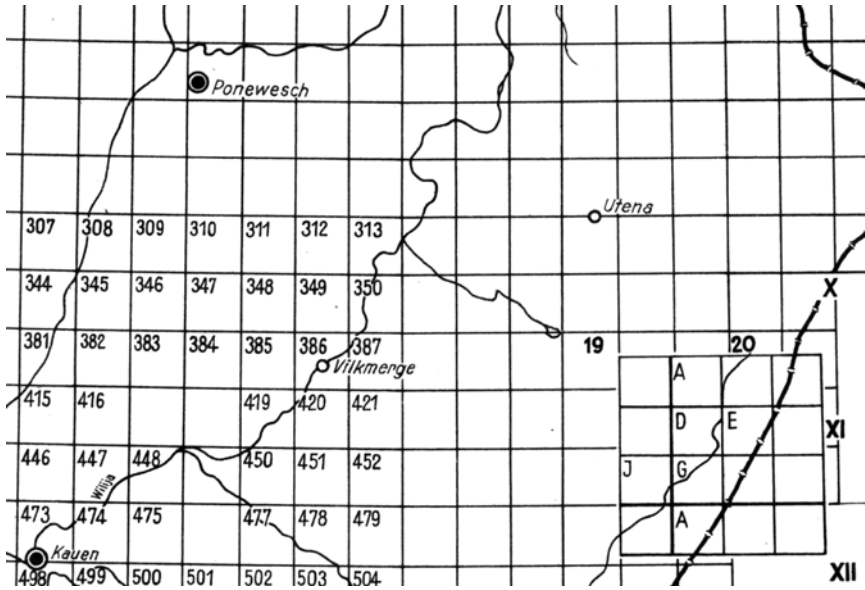 Ponewesch
Utena
307 308 309 310 311 312 313
344 345 346 347 348 349 350
X
381 382 383 384 385 386 387
19 20
Vilkmerge
A
415 416 419 420 421
D E
XI
446 447 448 450 451 452
J G
Wilija
473 474 475 477 478 479
A
Kauen
498 499 500 501 502 503 504
XII